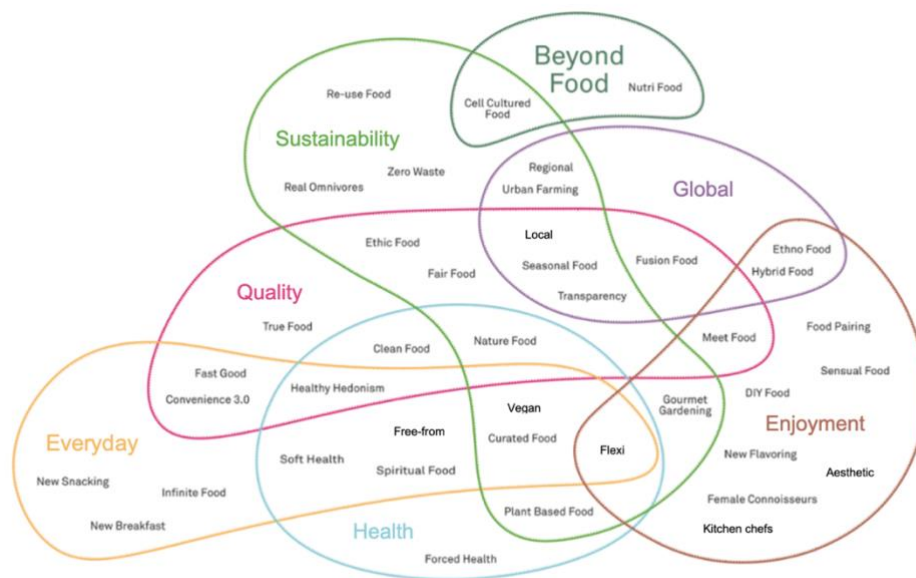 Beyond
Food
Nutri Food
Re-use Food
Cell Cultured
Food
Sustainability
Zero Waste
Real Omnivores
Regional
Urban Farming
Global
Local
Ethic Food
Fusion Food
Ethno Food
Seasonal Food
Hybrid Food
Fair Food
Quality
Transparency
True Food
Food Pairing
Nature Food
Meet Food
Clean Food
Sensual Food
Fast Good
Healthy Hedonism
Convenience 3.0
DIY Food
Gourmet
Gardening
Vegan
Enjoyment
Everyday
Free-from
Curated Food
Flexi
New Flavoring
Soft Health
Spiritual Food
Aesthetic
New Snacking
Infinite Food
Female Connoisseurs
Plant Based Food
New Breakfast
Health
Kitchen chefs
Forced Health